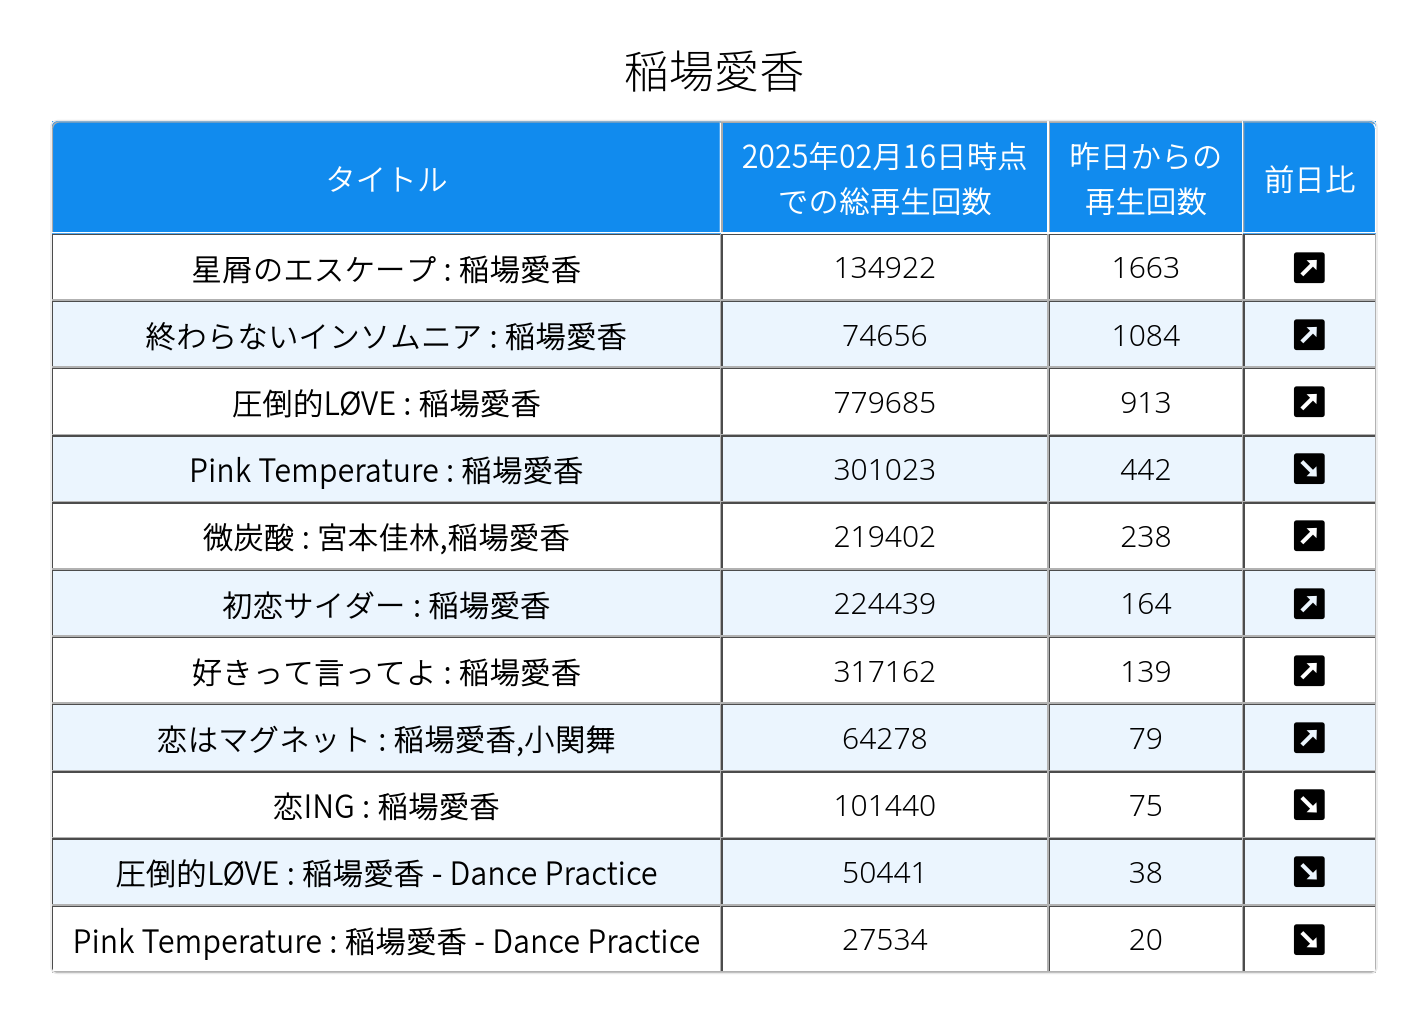 稲場愛香
タイトル 2025年02月16日時点での総再生回数 昨日からの再生回数 前日比
星屑のエスケープ : 稲場愛香 134922 1663 ↗
終わらないインソムニア : 稲場愛香 74656 1084 ↗
圧倒的LØVE : 稲場愛香 779685 913 ↗
Pink Temperature : 稲場愛香 301023 442 ↘
微炭酸 : 宮本佳林,稲場愛香 219402 238 ↗
初恋サイダー : 稲場愛香 224439 164 ↗
好きって言ってよ : 稲場愛香 317162 139 ↗
恋はマグネット : 稲場愛香,小関舞 64278 79 ↗
恋ING : 稲場愛香 101440 75 ↘
圧倒的LØVE : 稲場愛香 - Dance Practice 50441 38 ↘
Pink Temperature : 稲場愛香 - Dance Practice 27534 20 ↘